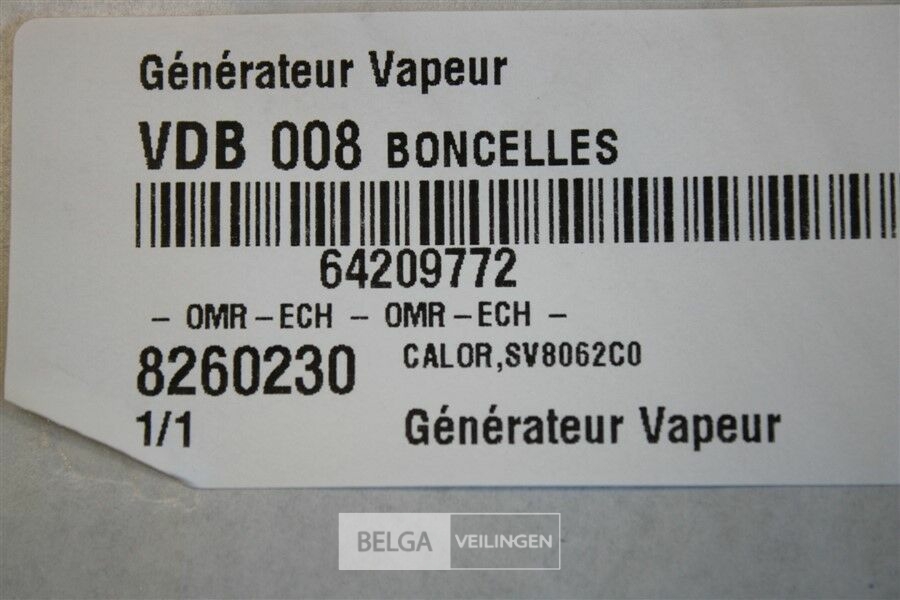 Générateur Vapeur
VDB 008 BONCELLES
64209772
- OMR-ECH - OMR-ECH -
8260230 CALOR,SV8062C0
1/1 Générateur Vapeur
BELGA VEILINGEN